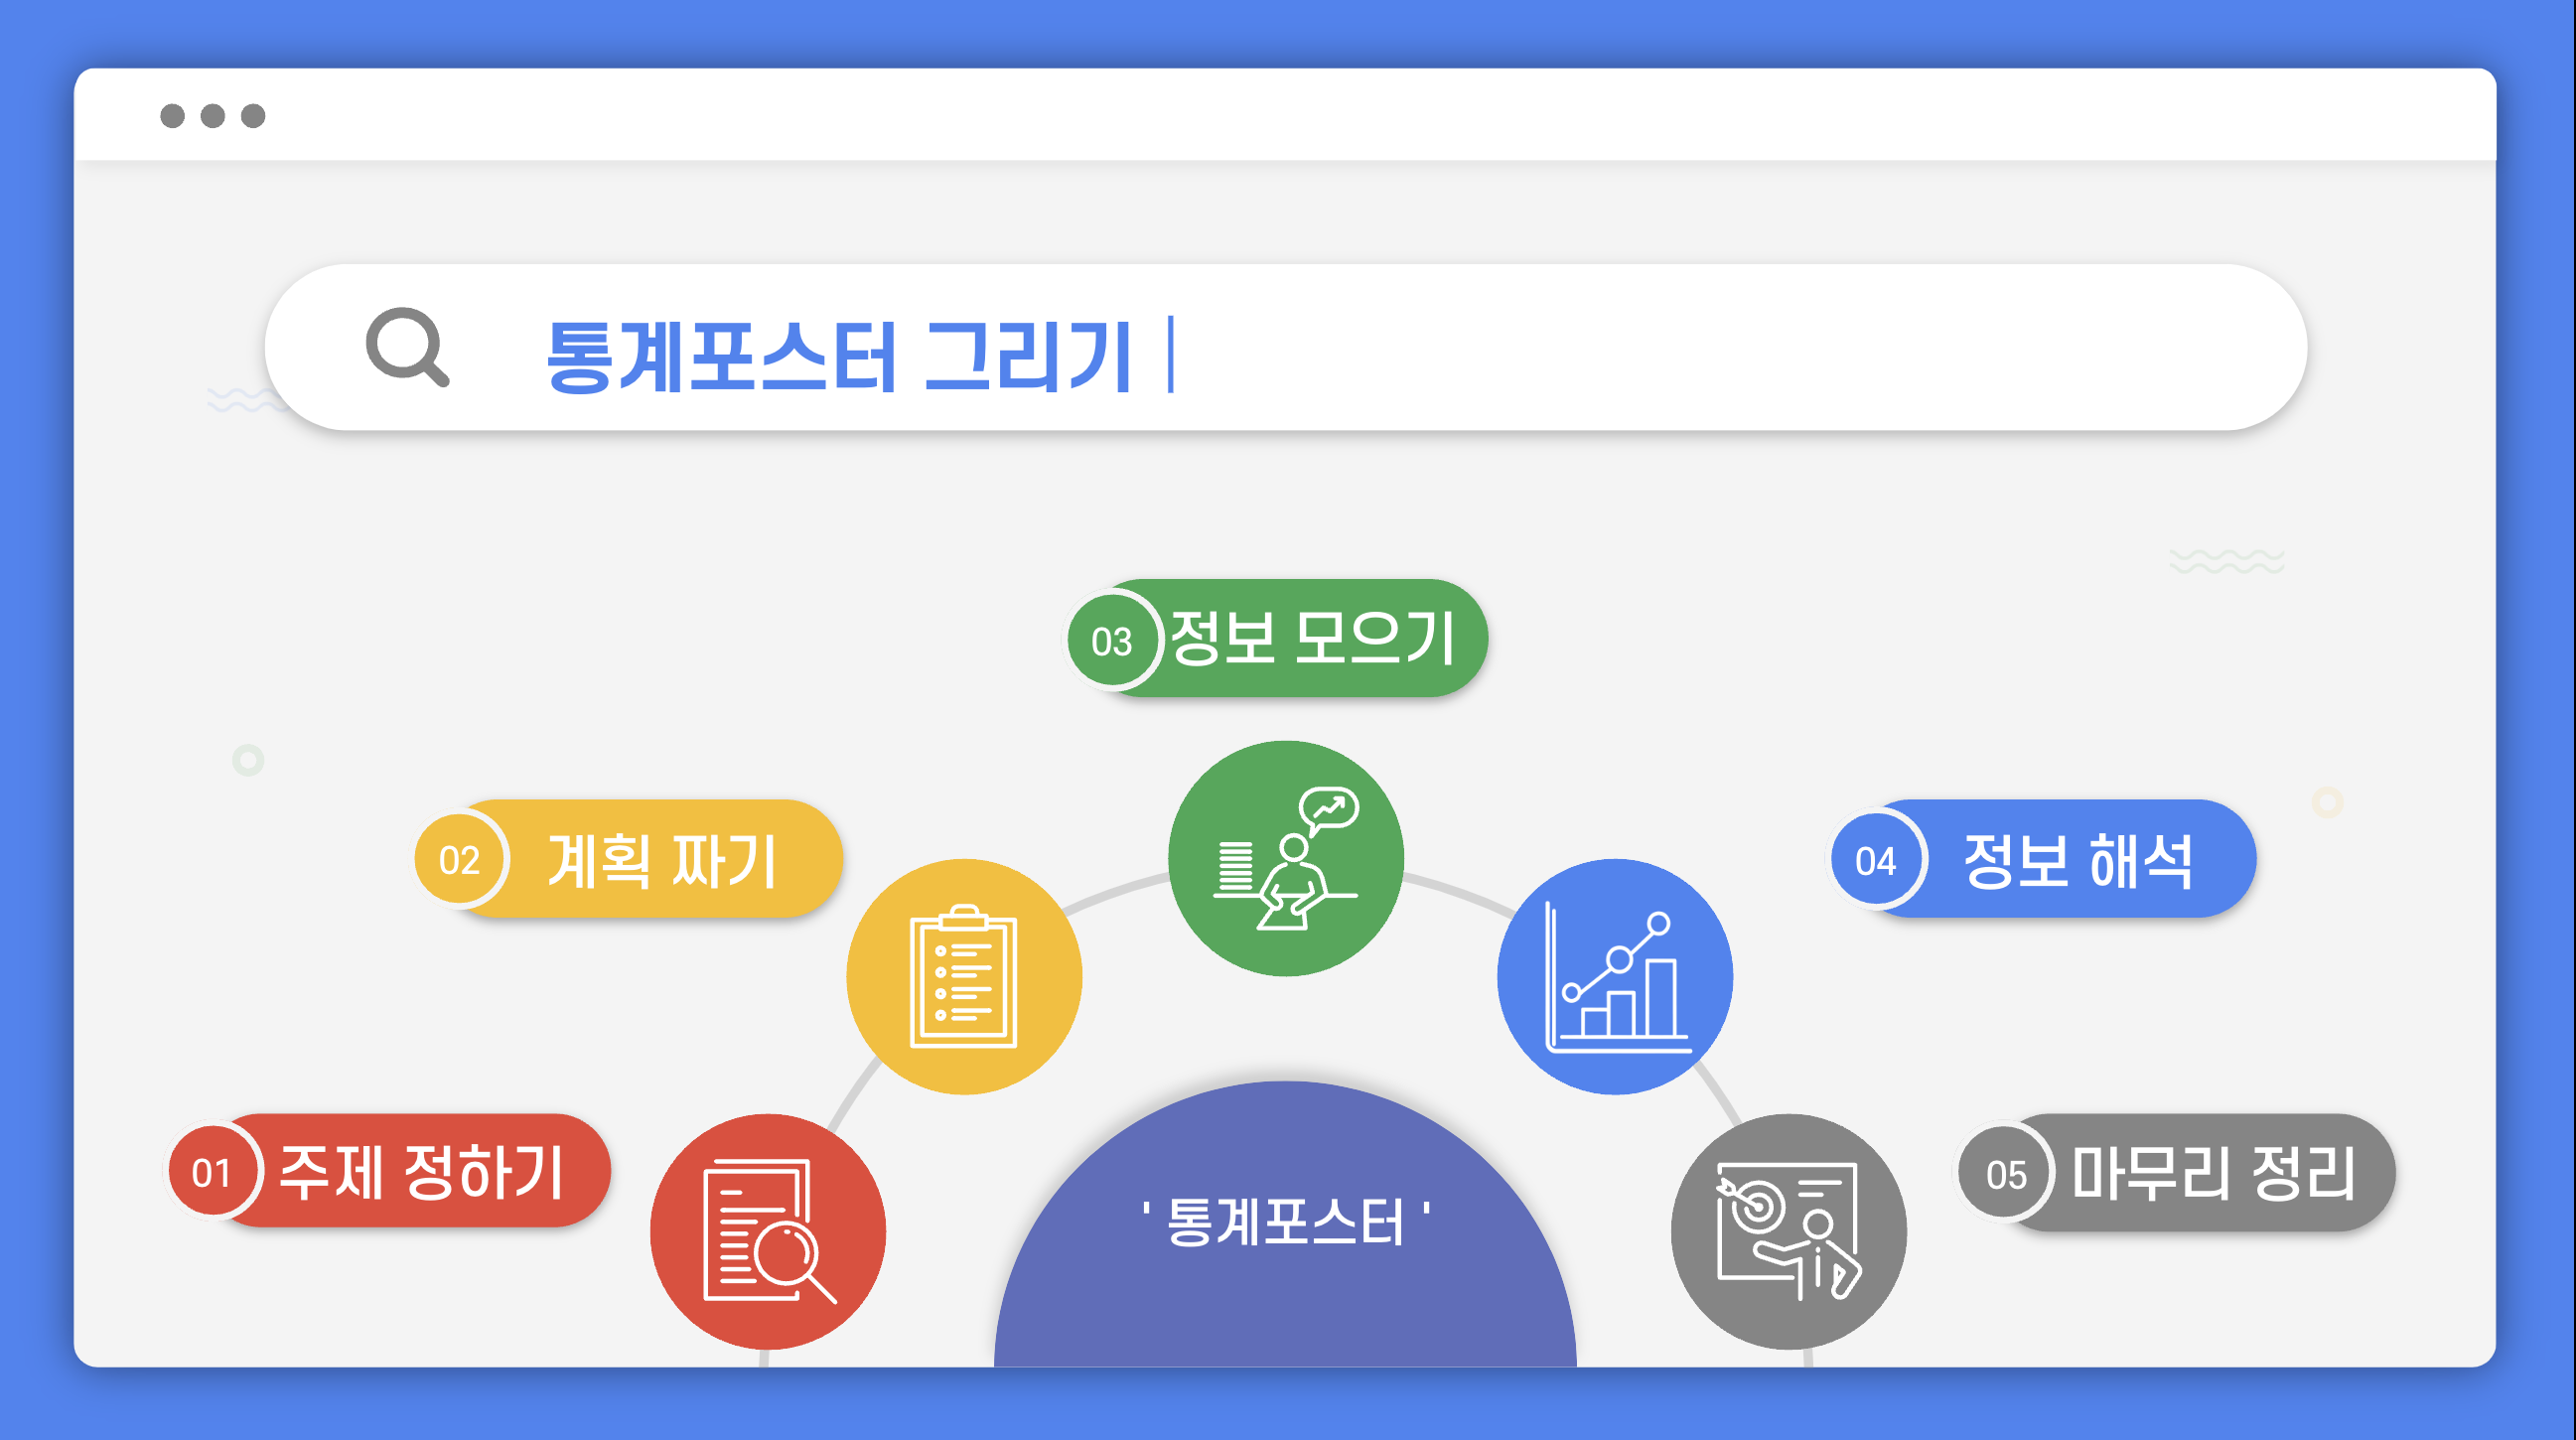 통계포스터 그리기
03 정보 모으기
02 계획 짜기
04 정보 해석
01 주제 정하기
05 마무리 정리
' 통계포스터 '